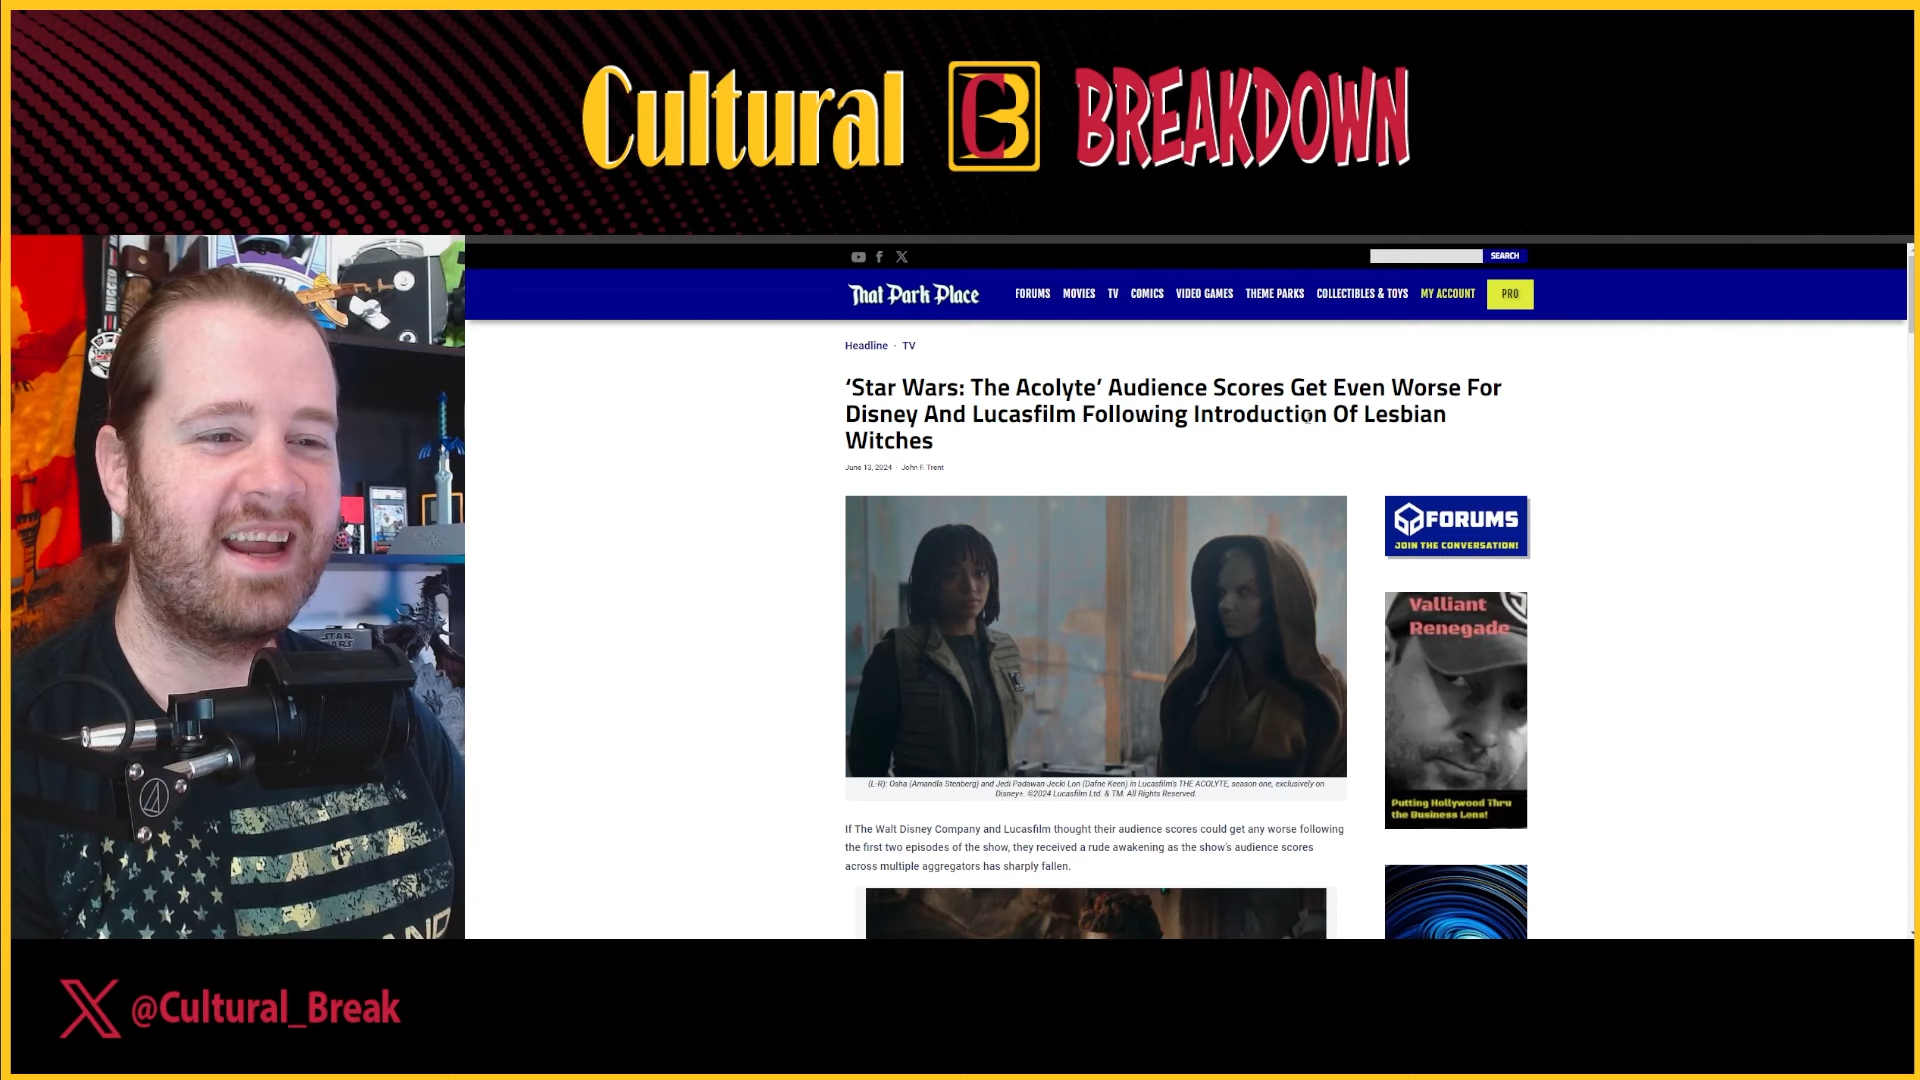 Cultural CB BREAKDOWN
SEARCH
That Park Place
FORUMS MOVIES TV COMICS VIDEO GAMES THEME PARKS COLLECTIBLES & TOYS MY ACCOUNT PRO
Headline · TV
‘Star Wars: The Acolyte’ Audience Scores Get Even Worse For
Disney And Lucasfilm Following Introduction Of Lesbian
Witches
June 13, 2024 · John F. Trent
FORUMS
JOIN THE CONVERSATION!
Valliant
Renegade
Putting Hollywood Thru
the Business Lens!
(L-R): Osha (Amandla Stenberg) and Jedi Padawan Jecki Lon (Dafne Keen) in Lucasfilm's THE ACOLYTE, season one, exclusively on
Disney+. ©2024 Lucasfilm Ltd. & TM. All Rights Reserved.
If The Walt Disney Company and Lucasfilm thought their audience scores could get any worse following
the first two episodes of the show, they received a rude awakening as the show’s audience scores
across multiple aggregators has sharply fallen.
RUGER
STAR
WARS
AND
X @Cultural_Break